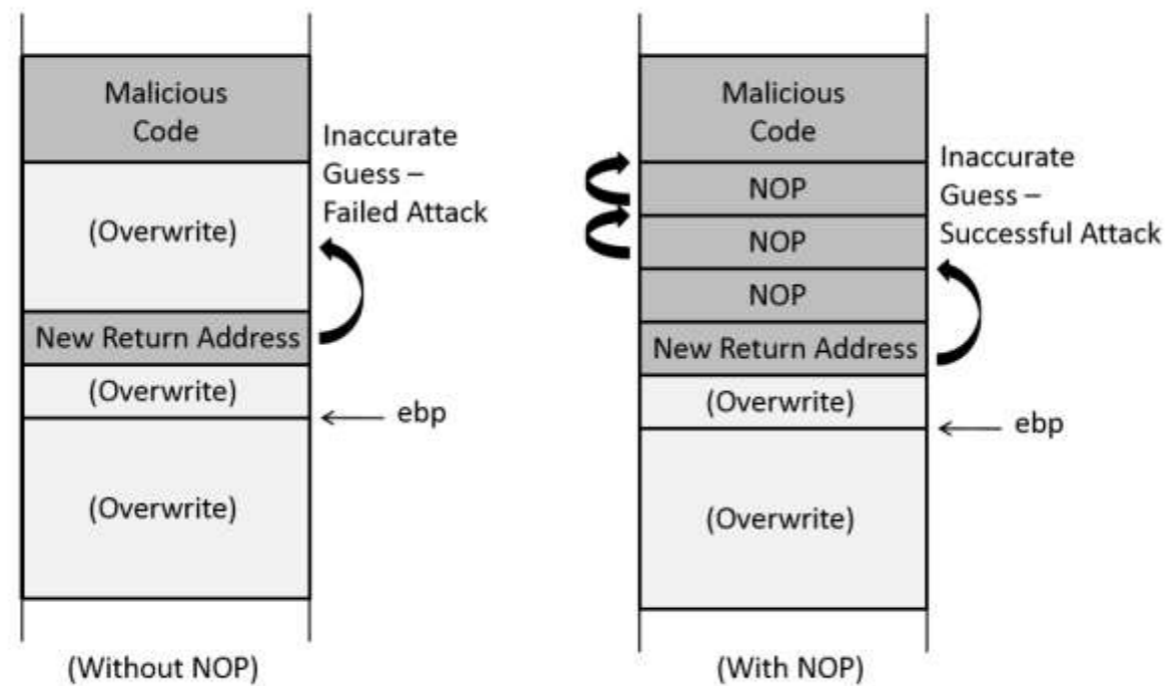 Malicious
Code
Inaccurate
Guess –
Failed Attack
(Overwrite)
New Return Address
(Overwrite)
ebp
(Overwrite)
(Without NOP)
Malicious
Code
Inaccurate
Guess –
Successful Attack
NOP
NOP
NOP
New Return Address
(Overwrite)
ebp
(Overwrite)
(With NOP)